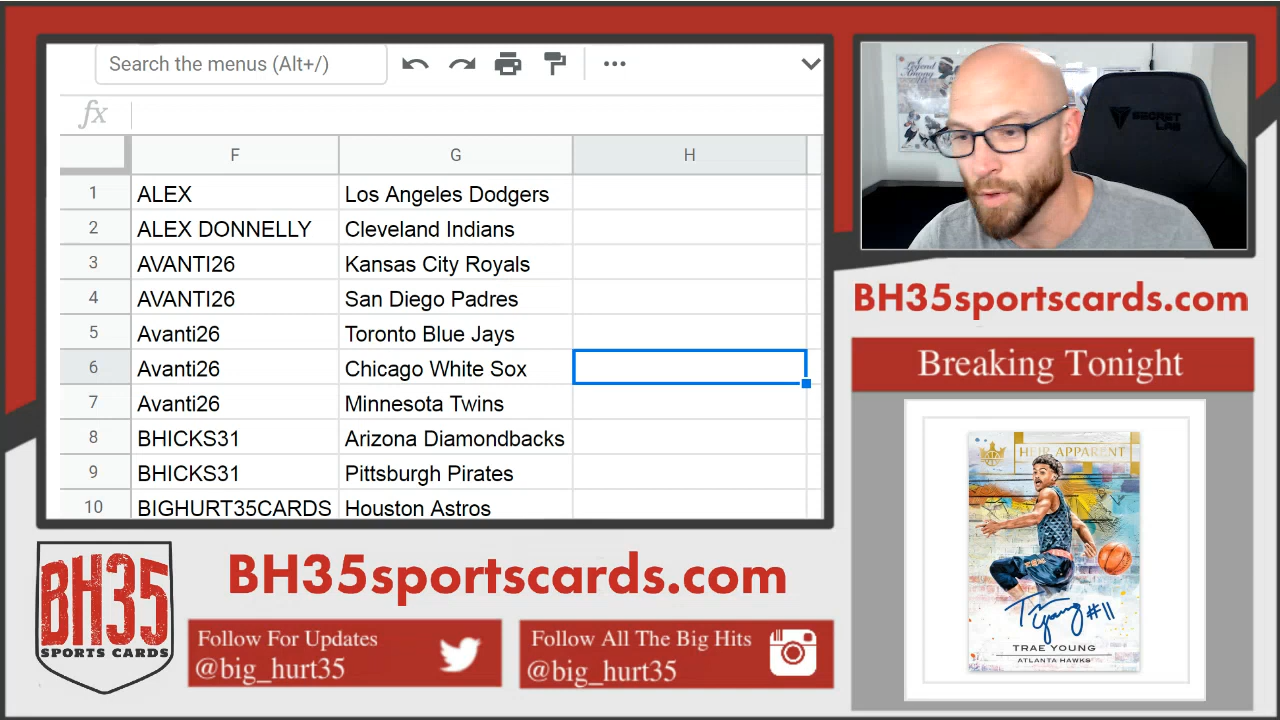 Search the menus (Alt+/)
fx
F G H
1 ALEX Los Angeles Dodgers
2 ALEX DONNELLY Cleveland Indians
3 AVANTI26 Kansas City Royals
4 AVANTI26 San Diego Padres
5 Avanti26 Toronto Blue Jays
6 Avanti26 Chicago White Sox
7 Avanti26 Minnesota Twins
8 BHICKS31 Arizona Diamondbacks
9 BHICKS31 Pittsburgh Pirates
10 BIGHURT35CARDS Houston Astros
SECRET LAB
BH35sportscards.com
Breaking Tonight
HEIR APPARENT
#11
TRAE YOUNG
ATLANTA HAWKS
BH35
SPORTS CARDS
BH35sportscards.com
Follow For Updates
@big_hurt35
Follow All The Big Hits
@big_hurt35